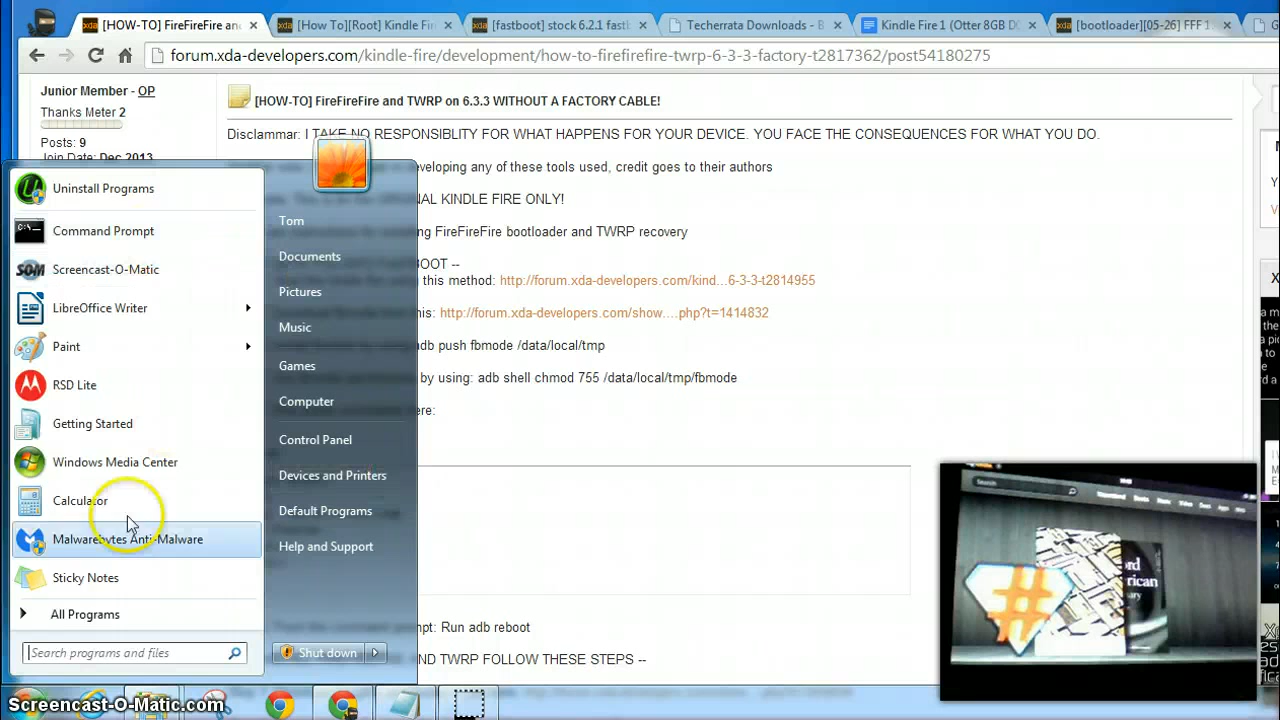 [HOW-TO] FireFireFire and
[How To][Root] Kindle Fir
[fastboot] stock 6.2.1 fastb
Techerrata Downloads - B
Kindle Fire 1 (Otter 8GB D
[bootloader][05-26] FFF 1
forum.xda-developers.com/kindle-fire/development/how-to-firefirefire-twrp-6-3-3-factory-t2817362/post54180275
Junior Member - OP
Thanks Meter 2
Posts: 9
Join Date: Dec 2013
[HOW-TO] FireFireFire and TWRP on 6.3.3 WITHOUT A FACTORY CABLE!
Disclammar: I TAKE NO RESPONSIBLITY FOR WHAT HAPPENS FOR YOUR DEVICE. YOU FACE THE CONSEQUENCES FOR WHAT YOU DO.
developing any of these tools used, credit goes to their authors
KINDLE FIRE ONLY!
FireFireFire bootloader and TWRP recovery
BOOT --
this method: http://forum.xda-developers.com/kind...6-3-3-t2814955
this: http://forum.xda-developers.com/show....php?t=1414832
adb push fbmode /data/local/tmp
by using: adb shell chmod 755 /data/local/tmp/fbmode
here:
Run adb reboot
TWRP FOLLOW THESE STEPS --
Uninstall Programs
Command Prompt
Screencast-O-Matic
LibreOffice Writer
Paint
RSD Lite
Getting Started
Windows Media Center
Calculator
Malwarebytes Anti-Malware
Sticky Notes
All Programs
Search programs and files
Tom
Documents
Pictures
Music
Games
Computer
Control Panel
Devices and Printers
Default Programs
Help and Support
Shut down
Search
Screencast-O-Matic.com